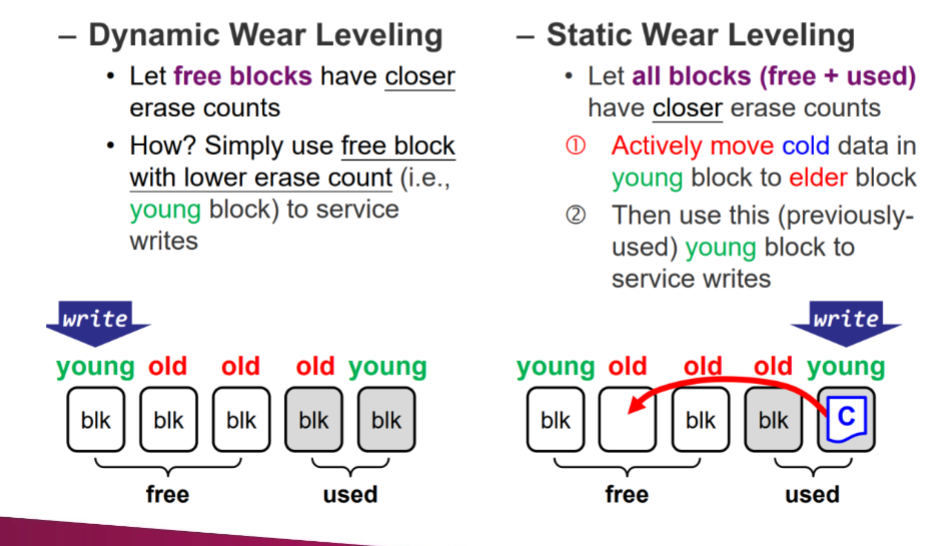 – Dynamic Wear Leveling
• Let free blocks have closer
erase counts
• How? Simply use free block
with lower erase count (i.e.,
young block) to service
writes
write
young old old old young
blk blk blk blk blk
free used
– Static Wear Leveling
• Let all blocks (free + used)
have closer erase counts
① Actively move cold data in
young block to elder block
② Then use this (previously-
used) young block to
service writes
write
young old old old young
blk blk blk C
free used